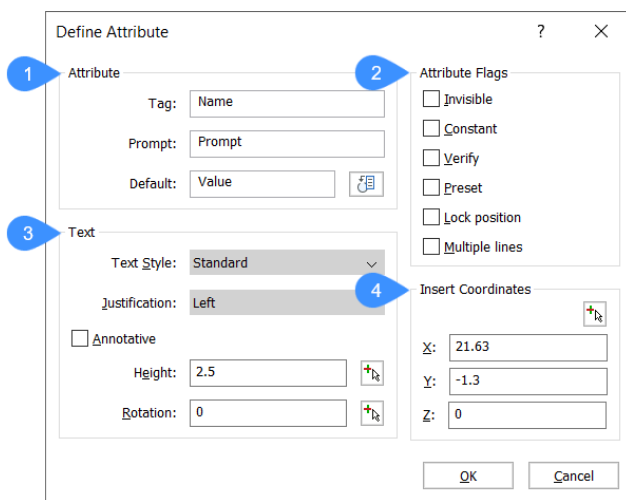 Define Attribute
?
1
Attribute
Tag:
Name
Prompt:
Prompt
Default:
Value
2
Attribute Flags
Invisible
Constant
Verify
Preset
Lock position
Multiple lines
3
Text
Text Style:
Standard
Justification:
Left
Annotative
Height:
2.5
Rotation:
0
4
Insert Coordinates
X:
21.63
Y:
-1.3
Z:
0
OK
Cancel